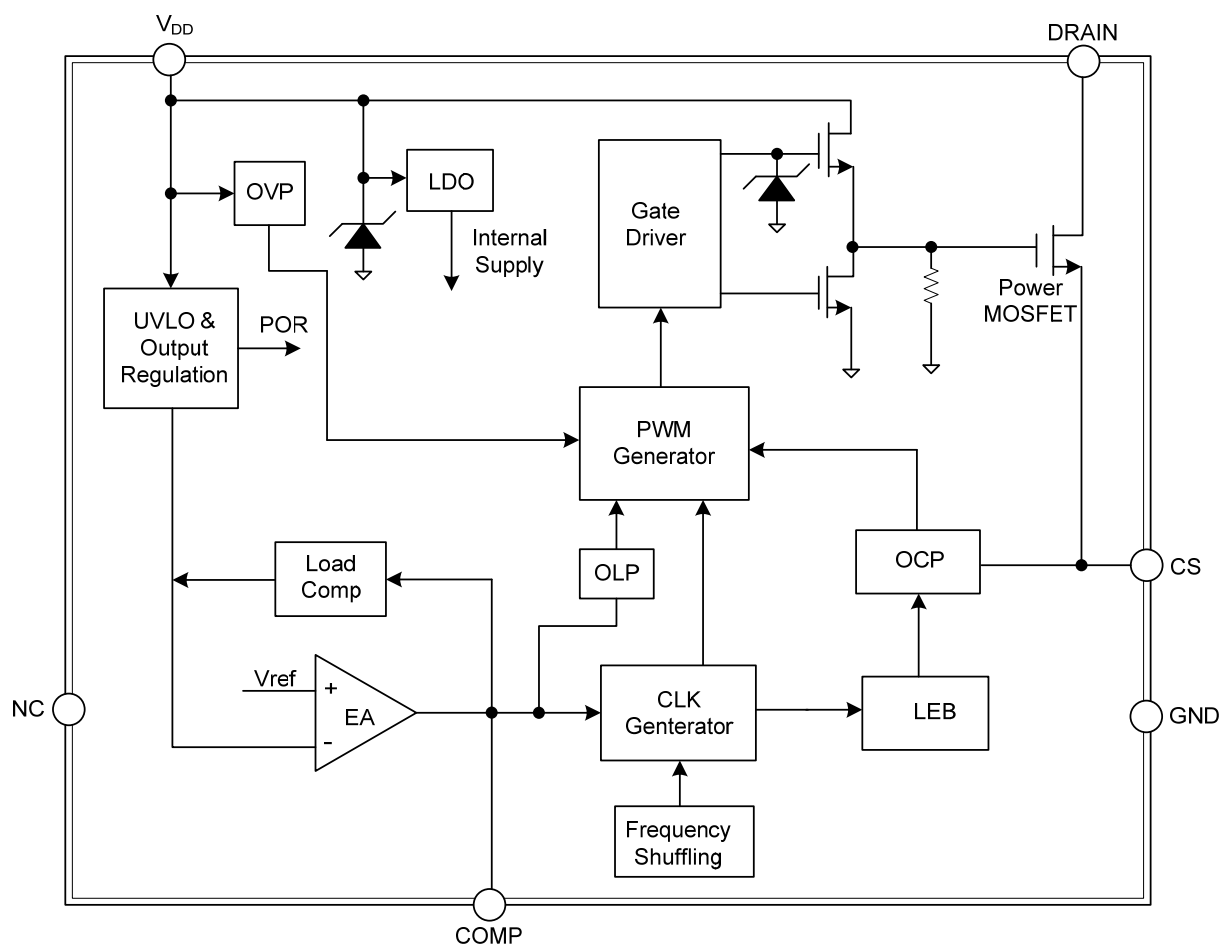 VDD
DRAIN
OVP
LDO
Internal
Supply
Gate
Driver
Power
MOSFET
UVLO &
Output
Regulation
POR
PWM
Generator
Load
Comp
OLP
OCP
CS
Vref
+
EA
-
NC
CLK
Genterator
LEB
GND
Frequency
Shuffling
COMP